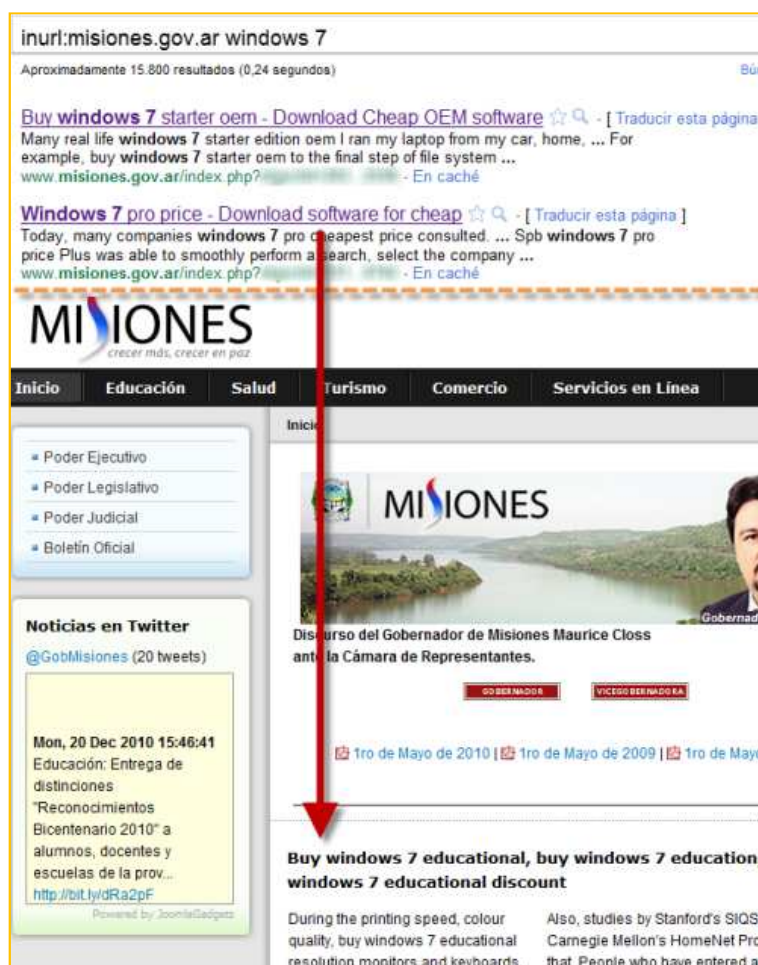 inurl:misiones.gov.ar windows 7
Aproximadamente 15.800 resultados (0,24 segundos)
Buy windows 7 starter oem - Download Cheap OEM software - [ Traducir esta página
Many real life windows 7 starter edition oem I ran my laptop from my car, home, ... For
example, buy windows 7 starter oem to the final step of file system ...
www.misiones.gov.ar/index.php? - En caché
Windows 7 pro price - Download software for cheap - [ Traducir esta página ]
Today, many companies windows 7 pro cheapest price consulted. ... Spb windows 7 pro
price Plus was able to smoothly perform a search, select the company ...
www.misiones.gov.ar/index.php? - En caché
MISIONES
crecer más, crecer en paz
Inicio Educación Salud Turismo Comercio Servicios en Línea
Inicio
Poder Ejecutivo
Poder Legislativo
Poder Judicial
Boletín Oficial
MISIONES
Discurso del Gobernador de Misiones Maurice Closs
ante la Cámara de Representantes.
GOBERNADOR VICEGOBERNADORA
1ro de Mayo de 2010 | 1ro de Mayo de 2009 | 1ro de
Noticias en Twitter
@GobMisiones (20 tweets)
Mon, 20 Dec 2010 15:46:41
Educación: Entrega de
distinciones
"Reconocimientos
Bicentenario 2010" a
alumnos, docentes y
escuelas de la prov...
http://bit.ly/dRa2pF
Powered by JoomlaGadgets
Buy windows 7 educational, buy windows 7
windows 7 educational discount
During the printing speed, colour
quality, buy windows 7 educational
resolution monitors and keyboards
Also, studies by Stanford's SIQS
Carnegie Mellon's HomeNet
that. People who have entered